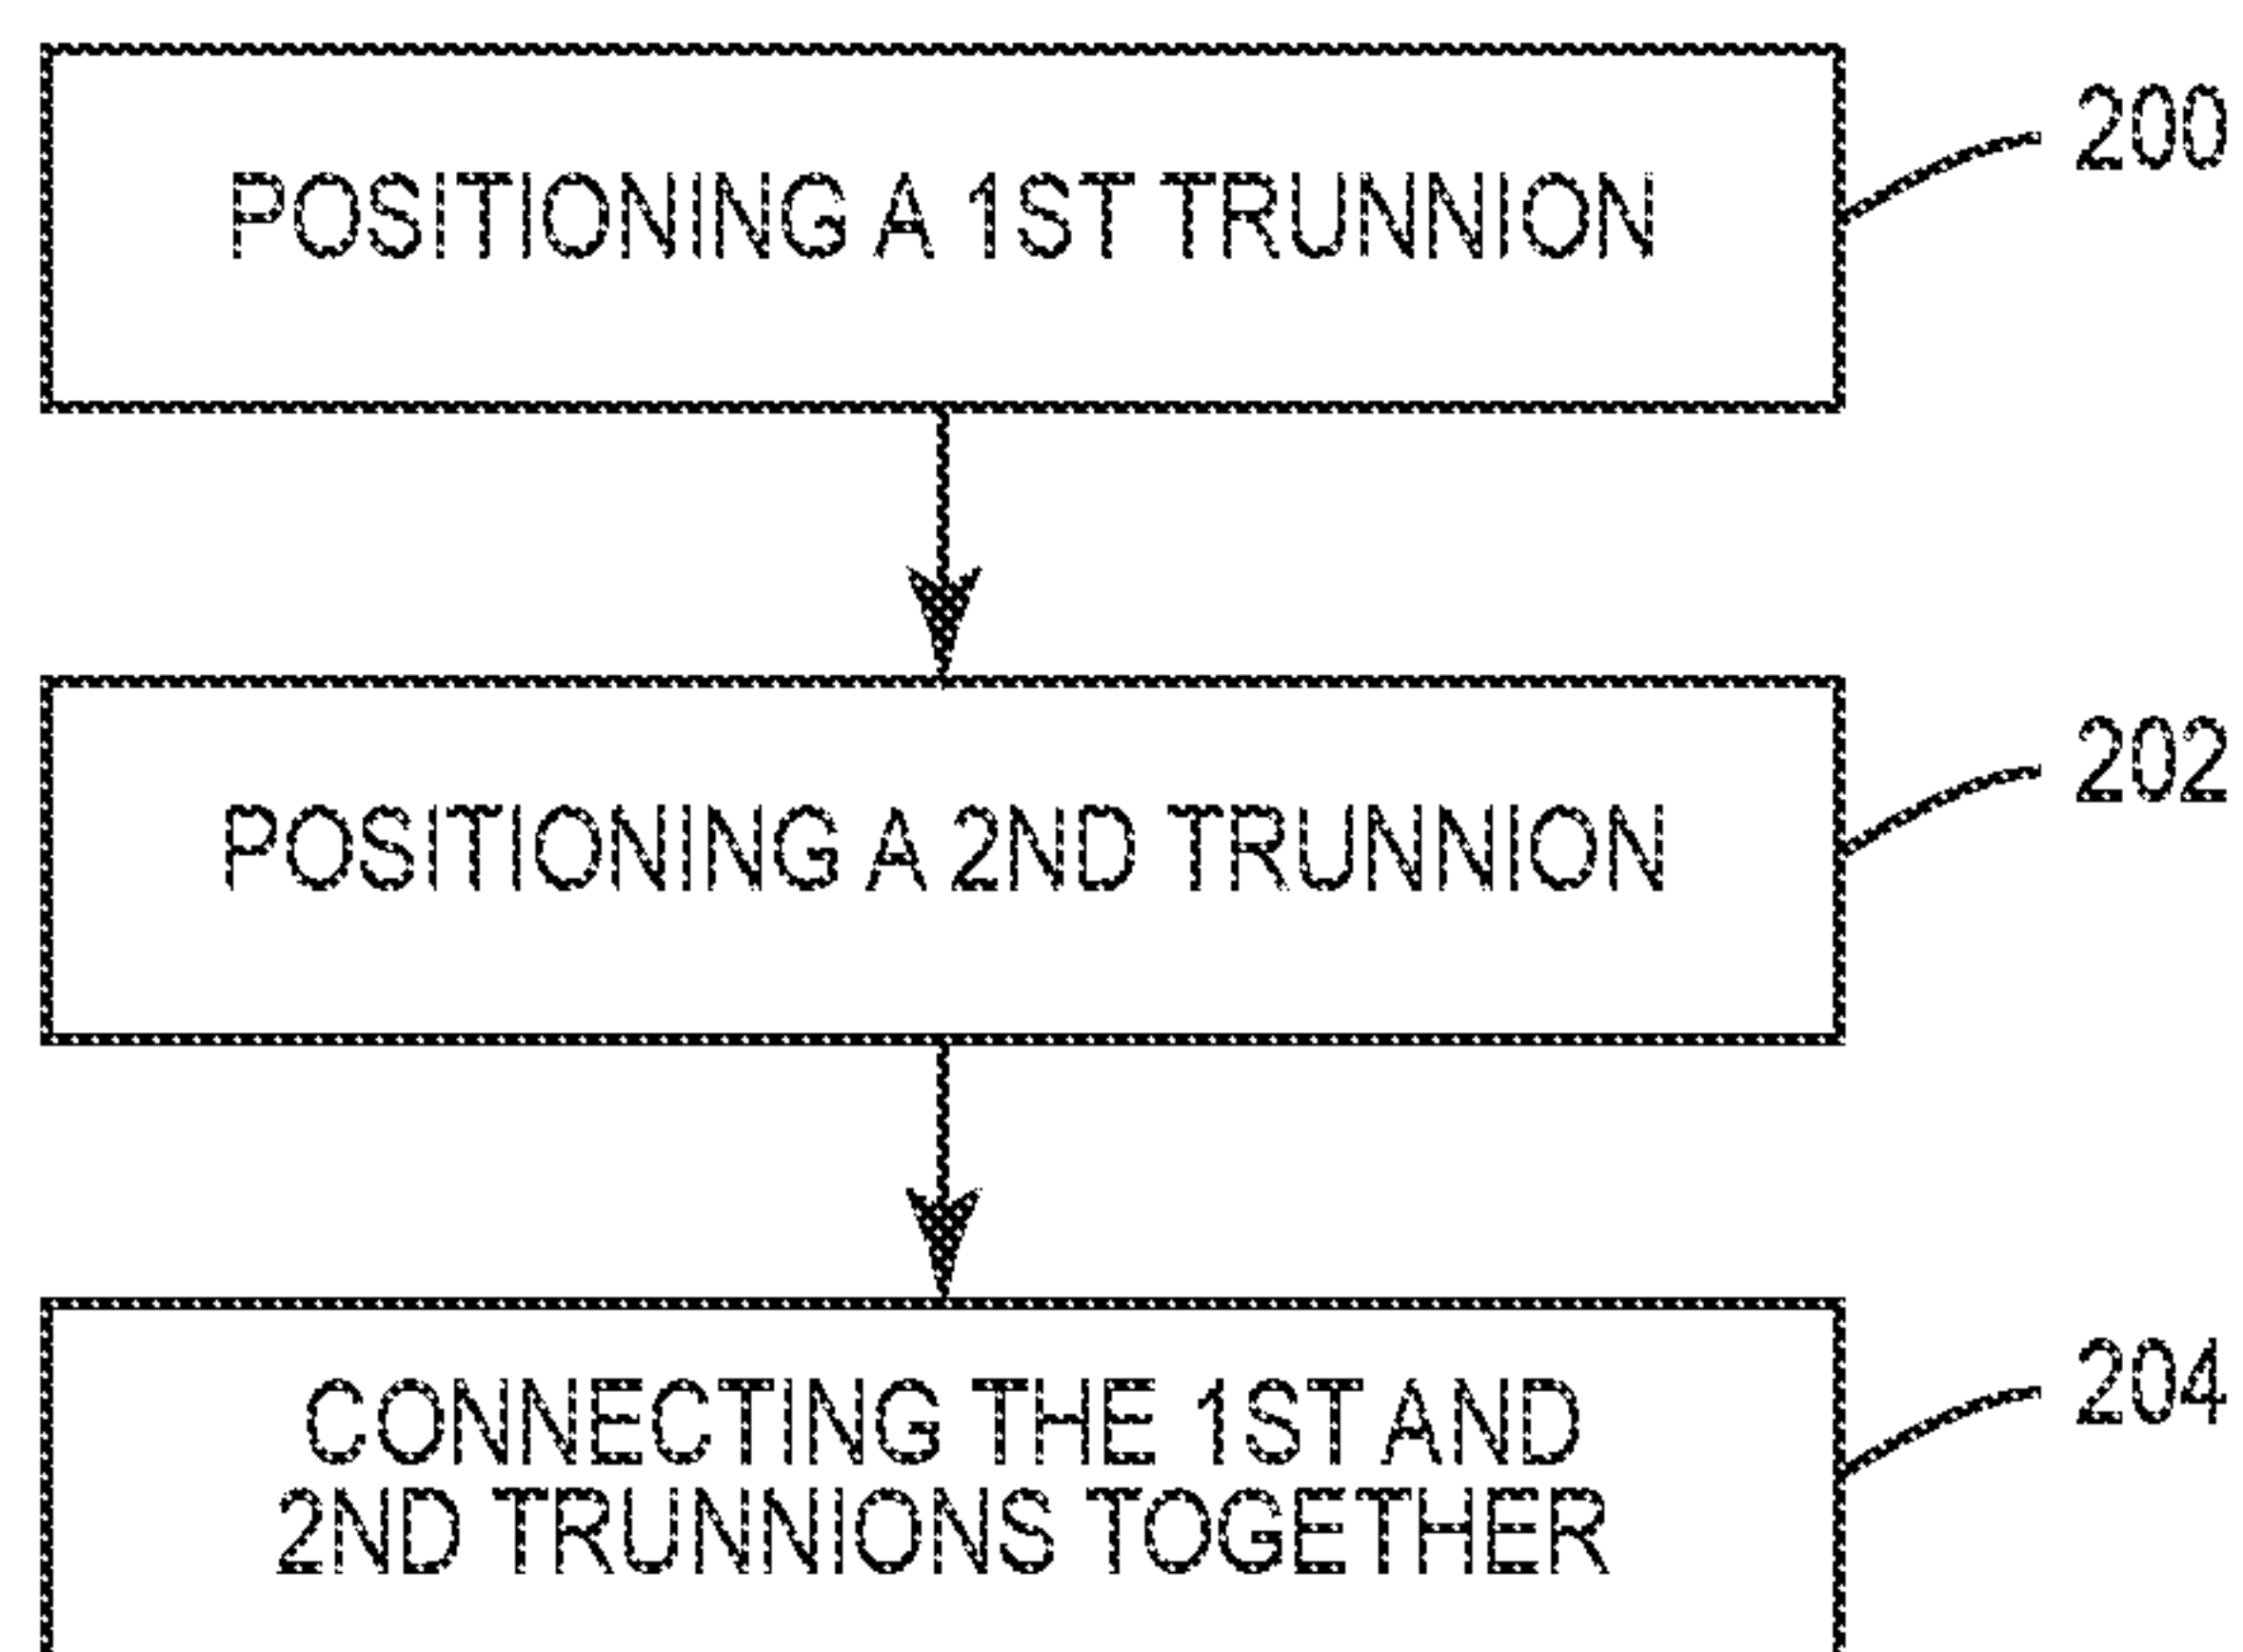 POSITIONING A 1ST TRUNNION
200
POSITIONING A 2ND TRUNNION
202
CONNECTING THE 1ST AND
2ND TRUNNIONS TOGETHER
204